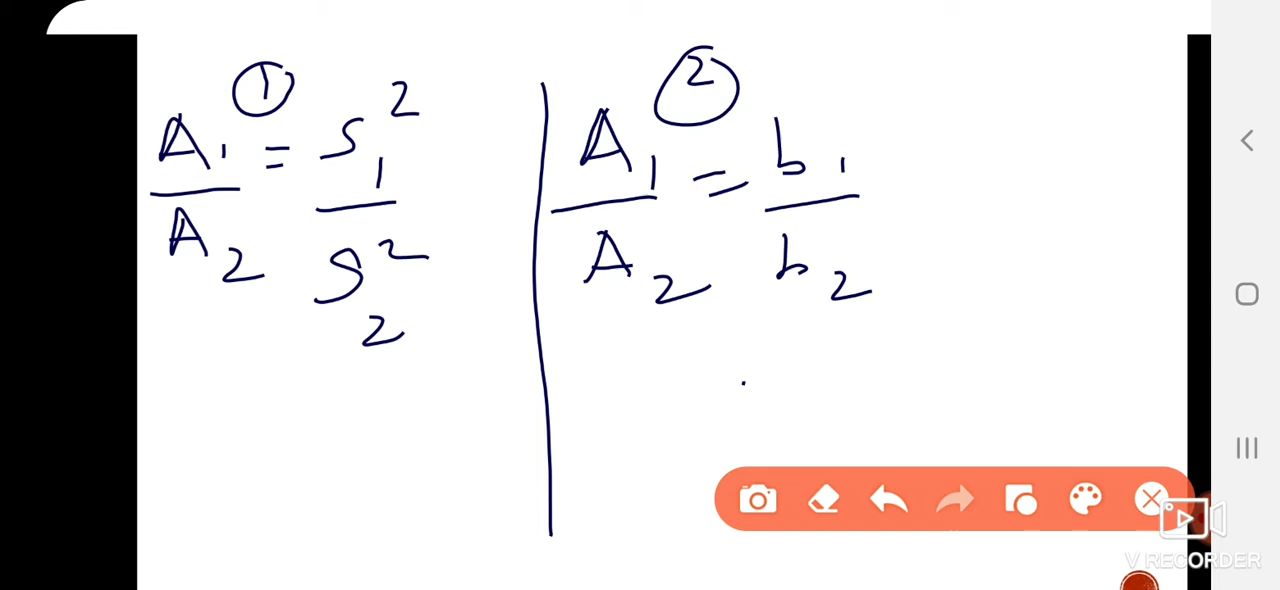 ①
A₁/A₂ = s₁²/s₂²
②
A₁/A₂ = b₁/b₂
V RECORDER